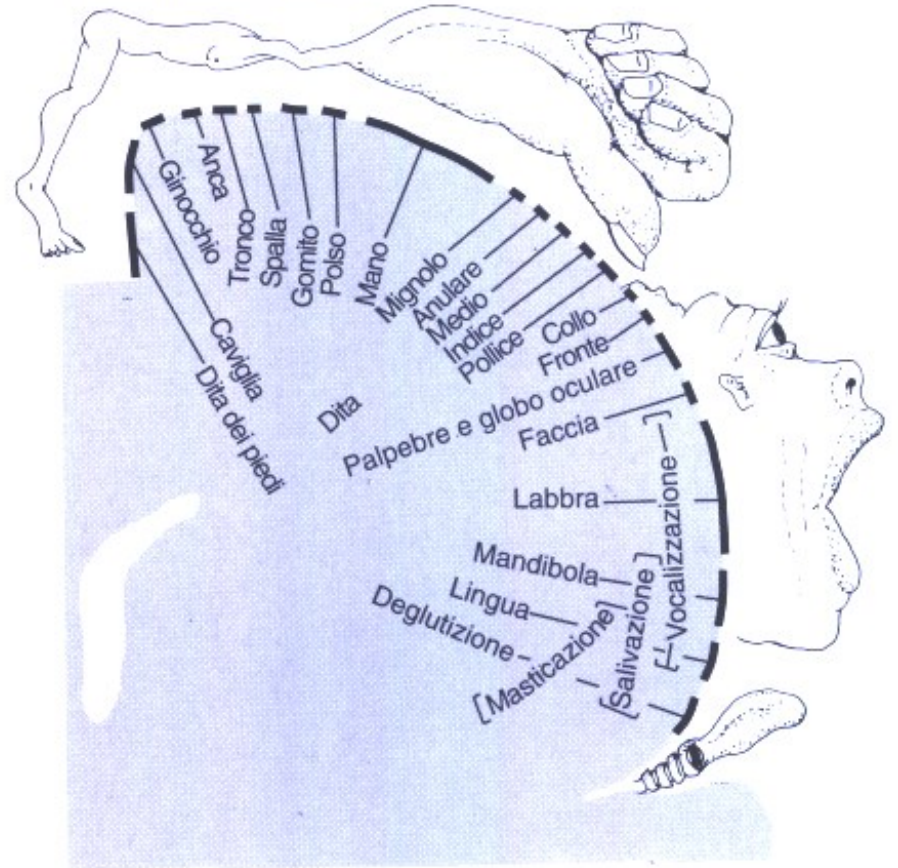 Dita dei piedi
Caviglia
Ginocchio
Anca
Tronco
Spalla
Gomito
Polso
Mano
Mignolo
Anulare
Medio
Indice
Pollice
Dita
Collo
Fronte
Palpebre e globo oculare
Faccia
Labbra
Mandibola
Lingua
Deglutizione
[Masticazione]
[Salivazione]
[Vocalizzazione]